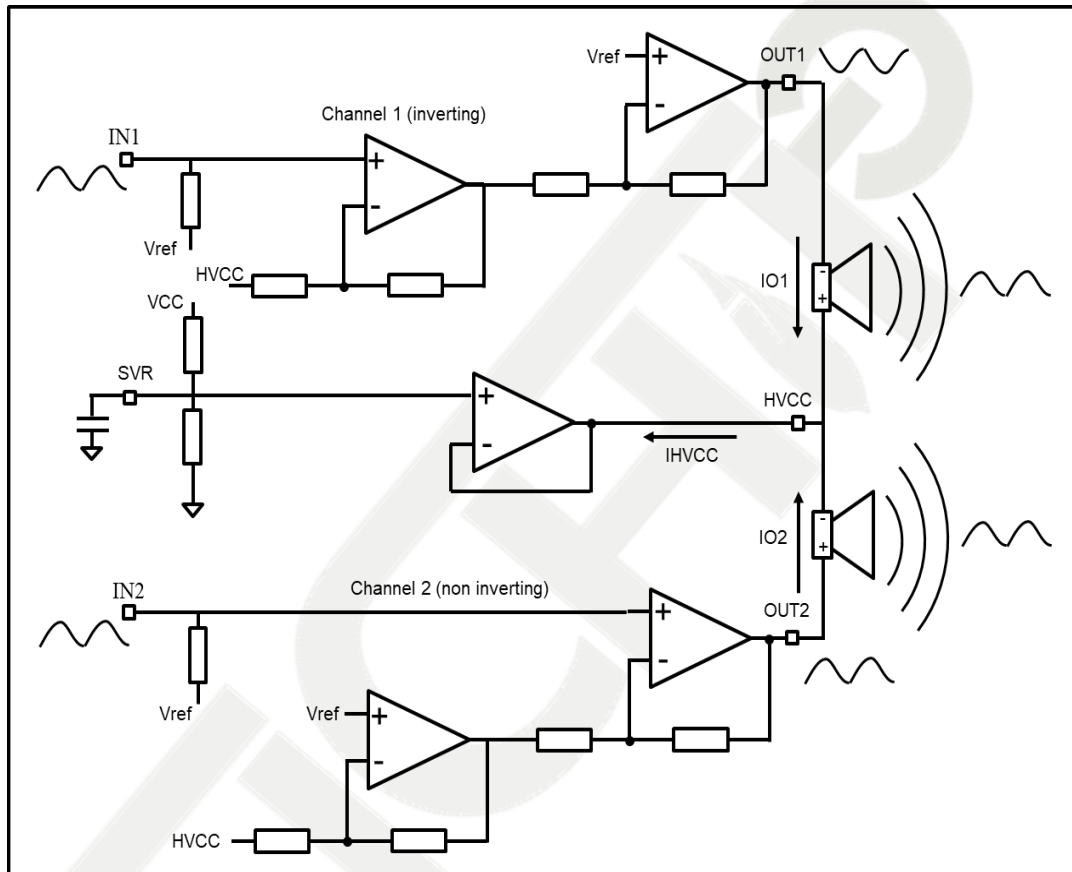 Vref
+
-
OUT1
Channel 1 (inverting)
IN1
+
-
Vref
HVCC
VCC
IO1
-
+
SVR
+
-
HVCC
IHVCC
IO2
-
+
IN2
Channel 2 (non inverting)
+
-
OUT2
Vref
Vref
+
-
HVCC